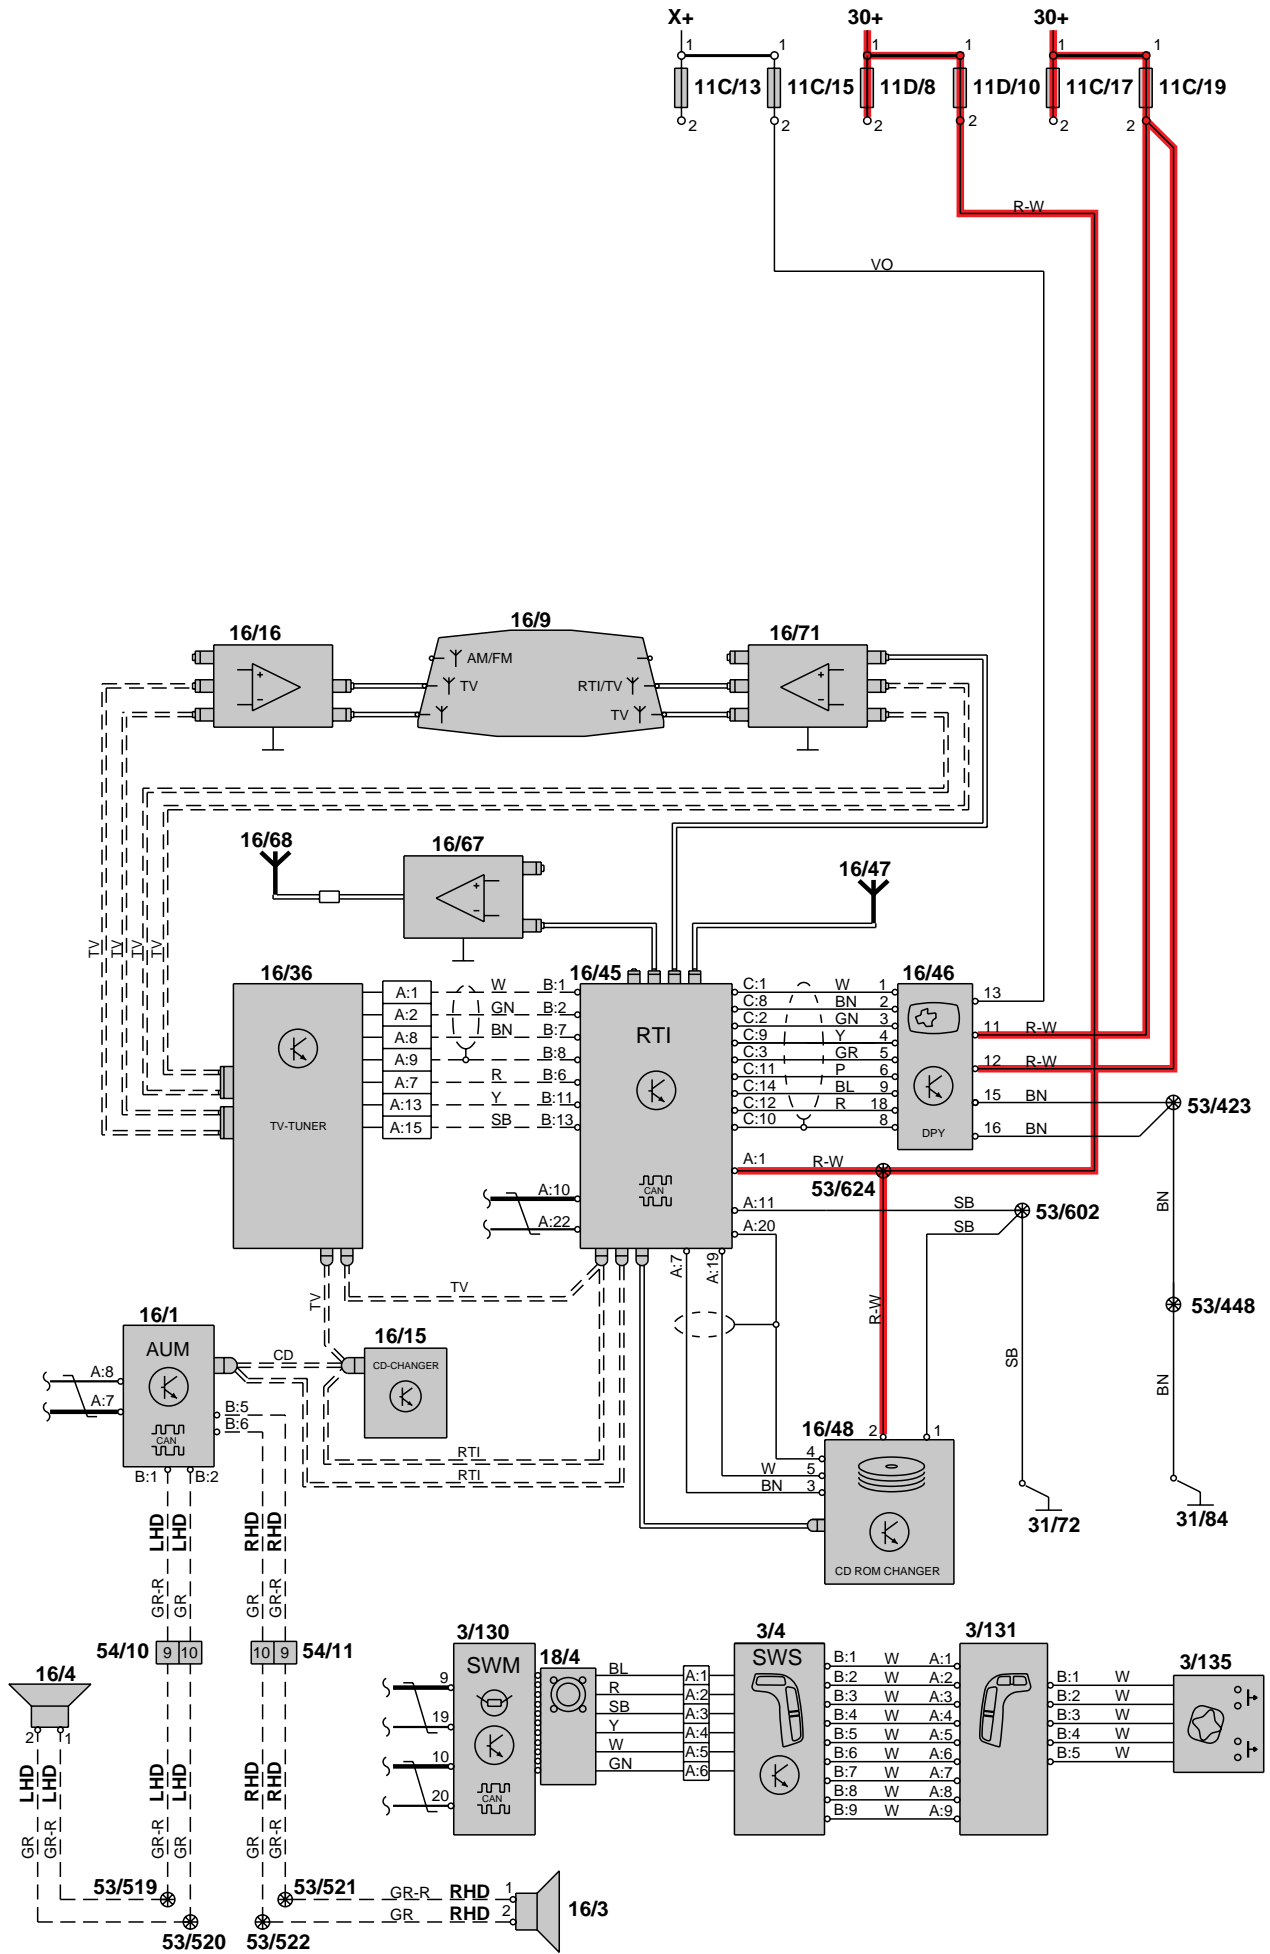 X+ 30+ 30+
1 1 1 1 1 1
11C/13 11C/15 11D/8 11D/10 11C/17 11C/19
2 2 2 2 2 2
R-W
VO
16/16 16/9 16/71
+ AM/FM +
TV RTI/TV
- TV -
16/68 16/67 16/47
+
-
TV TV TV TV
16/36 16/45 16/46
A:1 W B:1 C:1 W 1 13
A:2 GN B:2 C:8 BN 2
A:8 BN B:7 C:2 GN 3 11 R-W
A:9 B:8 C:9 Y 4
A:7 R B:6 C:3 GR 5 12 R-W
A:13 Y B:11 C:11 P 6
A:15 SB B:13 C:14 BL 9 15 BN 53/423
C:12 R 18
C:10 8 16 BN
RTI
TV-TUNER DPY
A:1 R-W
53/624
CAN
A:10 A:11 SB 53/602
A:22 A:20 SB
BN
A:7 A:19
TV TV
R-W
53/448
16/1 16/15
AUM CD CD-CHANGER
A:8
A:7
B:5
B:6
CAN
B:1 B:2
SB BN
RTI
RTI
16/48 2 1
4
W 5
BN 3
CD ROM CHANGER
31/72 31/84
LHD LHD RHD RHD
GR-R GR GR GR-R
54/10 9 10 10 9 54/11
16/4
2 1
LHD LHD LHD LHD RHD RHD
GR GR-R GR-R GR GR GR-R
3/130 18/4 3/4 3/131 3/135
SWM SWS
9 BL A:1 B:1 W A:1 B:1 W
19 R A:2 B:2 W A:2 B:2 W
10 SB A:3 B:3 W A:3 B:3 W
20 Y A:4 B:4 W A:4 B:4 W
W A:5 B:5 W A:5 B:5 W
GN A:6 B:6 W A:6
B:7 W A:7
B:8 W A:8
B:9 W A:9
CAN
53/519 53/521 GR-R RHD 1
53/520 53/522 GR RHD 2 16/3